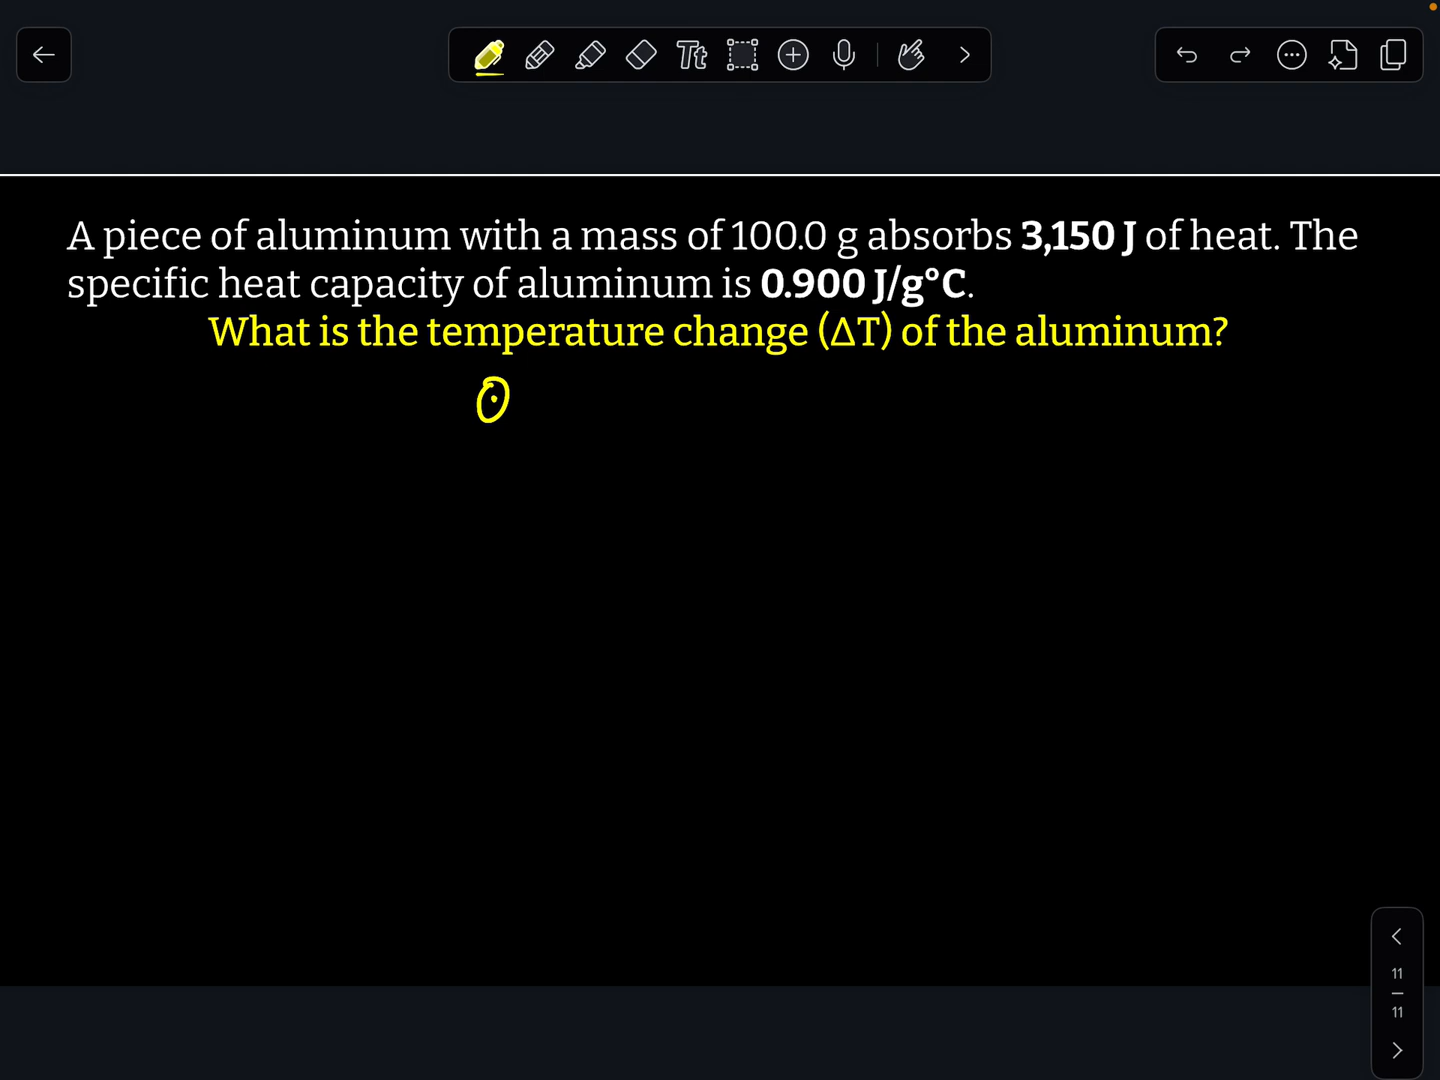 Tt
A piece of aluminum with a mass of 100.0 g absorbs 3,150 J of heat. The
specific heat capacity of aluminum is 0.900 J/g°C.
What is the temperature change (ΔT) of the aluminum?
11
11